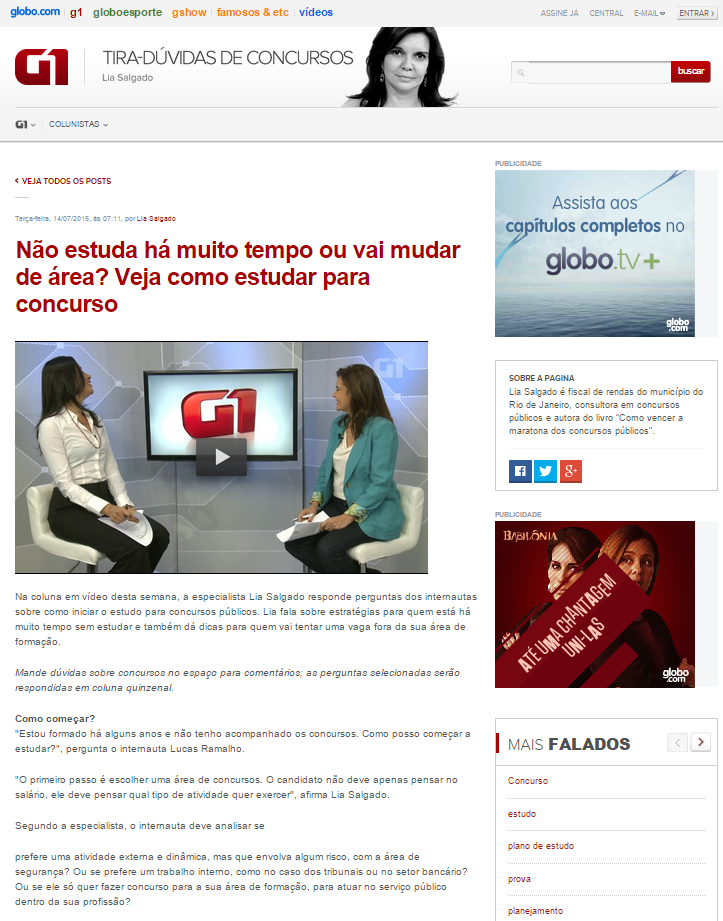 globo.com g1 globoesporte gshow famosos & etc vídeos
ASSINE JÁ CENTRAL E-MAIL ENTRAR ›
G1
TIRA-DÚVIDAS DE CONCURSOS
Lia Salgado
buscar
G1 COLUNISTAS
VEJA TODOS OS POSTS
Terça-feira, 14/07/2015, às 07:11, por Lia Salgado
Não estuda há muito tempo ou vai mudar
de área? Veja como estudar para
concurso
G1
G1
Na coluna em vídeo desta semana, a especialista Lia Salgado responde perguntas dos internautas
sobre como iniciar o estudo para concursos públicos. Lia fala sobre estratégias para quem está há
muito tempo sem estudar e também dá dicas para quem vai tentar uma vaga fora da sua área de
formação.
Mande dúvidas sobre concursos no espaço para comentários; as perguntas selecionadas serão
respondidas em coluna quinzenal.
Como começar?
"Estou formado há alguns anos e não tenho acompanhado os concursos. Como posso começar a
estudar?", pergunta o internauta Lucas Ramalho.
"O primeiro passo é escolher uma área de concursos. O candidato não deve apenas pensar no
salário, ele deve pensar qual tipo de atividade quer exercer", afirma Lia Salgado.
Segundo a especialista, o internauta deve analisar se
prefere uma atividade externa e dinâmica, mas que envolva algum risco, com a área de
segurança? Ou se prefere um trabalho interno, como no caso dos tribunais ou no setor bancário?
Ou se ele só quer fazer concurso para a sua área de formação, para atuar no serviço público
dentro da sua profissão?
PUBLICIDADE
Assista aos
capítulos completos no
globo.tv+
globo
.com
SOBRE A PAGINA
Lia Salgado é fiscal de rendas do município do
Rio de Janeiro, consultora em concursos
públicos e autora do livro “Como vencer a
maratona dos concursos públicos”.
PUBLICIDADE
BABILÔNIA
ATÉ UMA CHANTAGEM
UNI-LAS
globo
.com
MAIS FALADOS
Concurso
estudo
plano de estudo
prova
planejamento